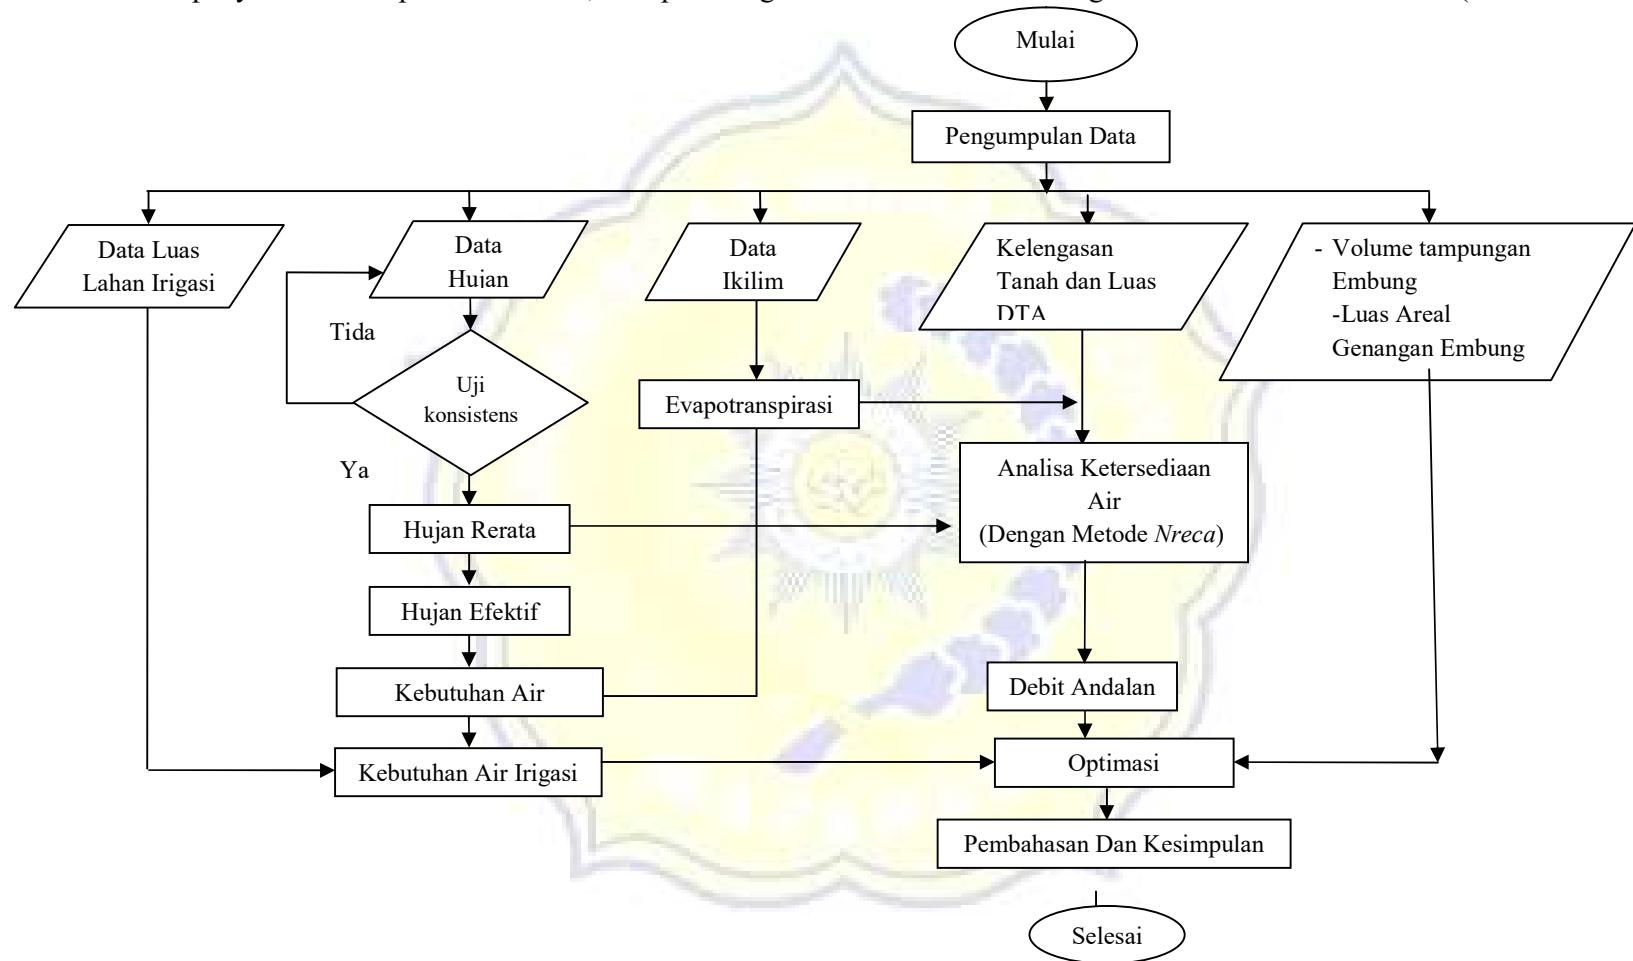 Mulai
Pengumpulan Data
Data Luas
Lahan Irigasi
Data
Hujan
Data
Ikilim
Kelengasan
Tanah dan Luas
DTA
- Volume tampungan
Embung
-Luas Areal
Genangan Embung
Tida
Uji
konsistens
Ya
Evapotranspirasi
Analisa Ketersediaan
Air
(Dengan Metode Nreca)
Hujan Rerata
Hujan Efektif
Kebutuhan Air
Debit Andalan
Kebutuhan Air Irigasi
Optimasi
Pembahasan Dan Kesimpulan
Selesai